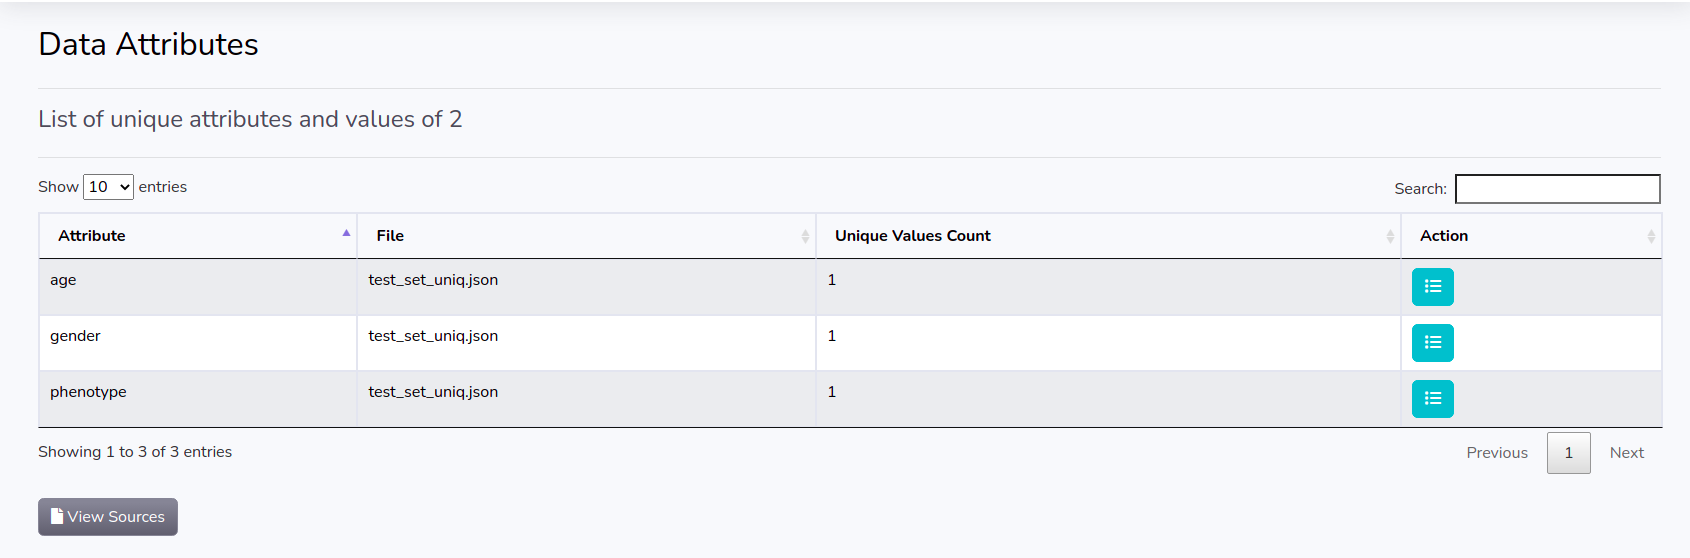 Data Attributes
List of unique attributes and values of 2
Show 10 entries Search:
Attribute File Unique Values Count Action
age test_set_uniq.json 1
gender test_set_uniq.json 1
phenotype test_set_uniq.json 1
Showing 1 to 3 of 3 entries Previous 1 Next
View Sources